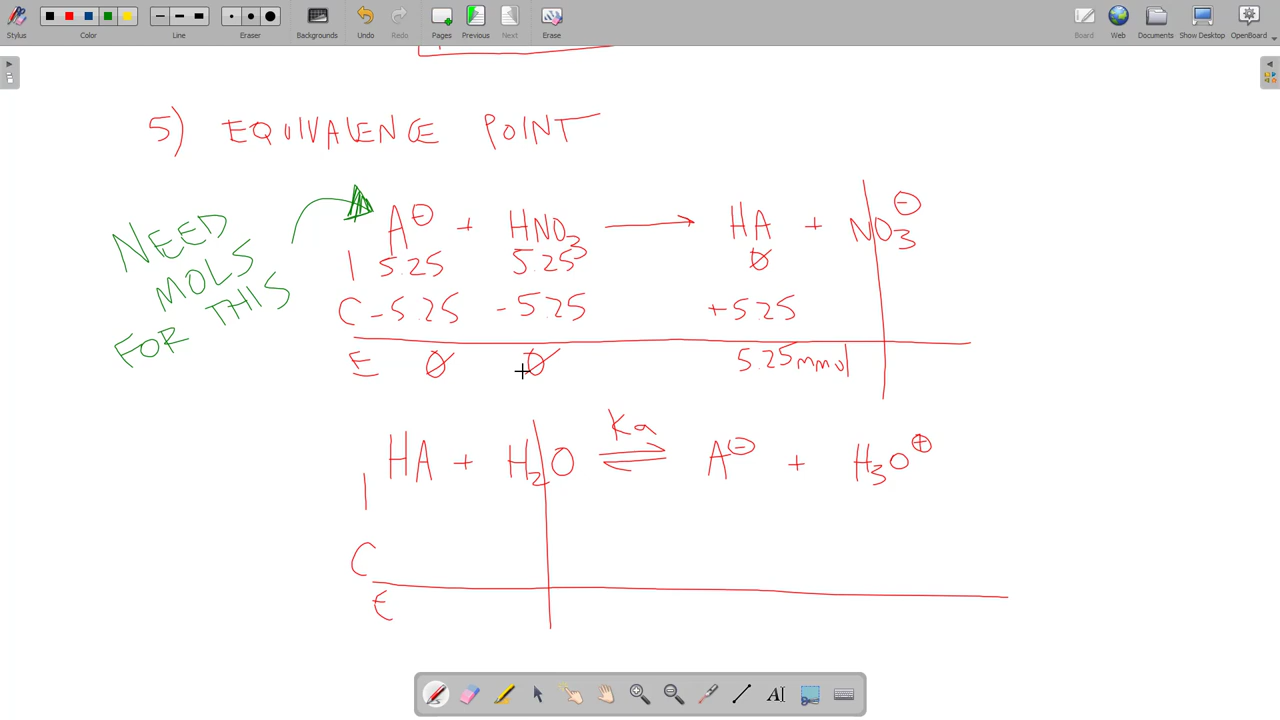 Stylus Color Line Eraser Backgrounds Undo Redo Pages Previous Next Erase Board Web Documents Show Desktop OpenBoard
5) EQUIVALENCE POINT
NEED MOLS FOR THIS
A⊖ + HNO₃ ⟶ HA + NO₃⊖
I 5.25 5.25 ∅
C -5.25 -5.25 +5.25
E ∅ ∅ 5.25mmol
Ka
HA + H₂O ⇌ A⊖ + H₃O⊕
I
C
E
AI